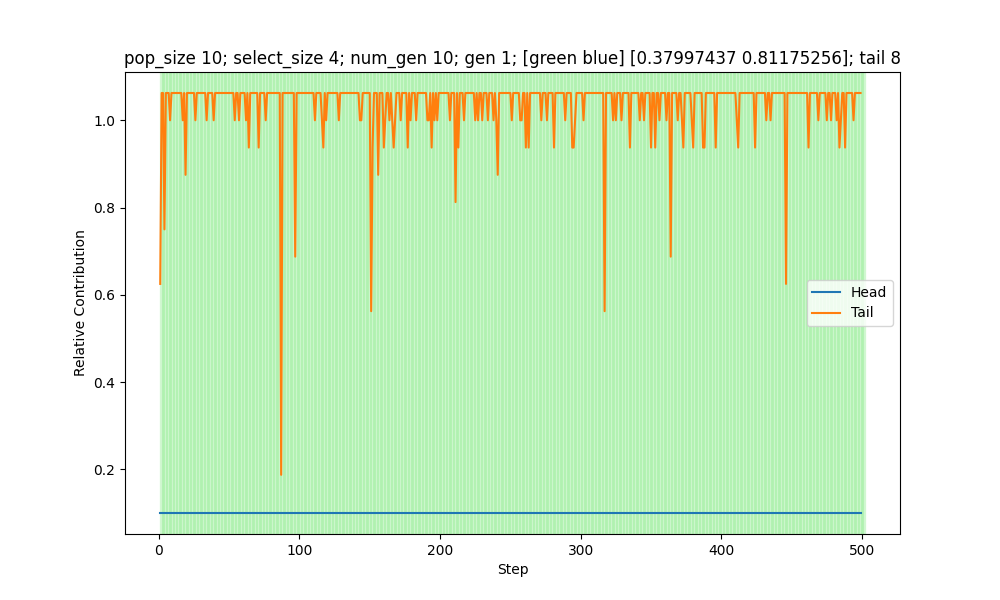 pop_size 10; select_size 4; num_gen 10; gen 1; [green blue] [0.37997437 0.81175256]; tail 8
1.0
0.8
0.6
0.4
0.2
Relative Contribution
Head
Tail
0 100 200 300 400 500
Step